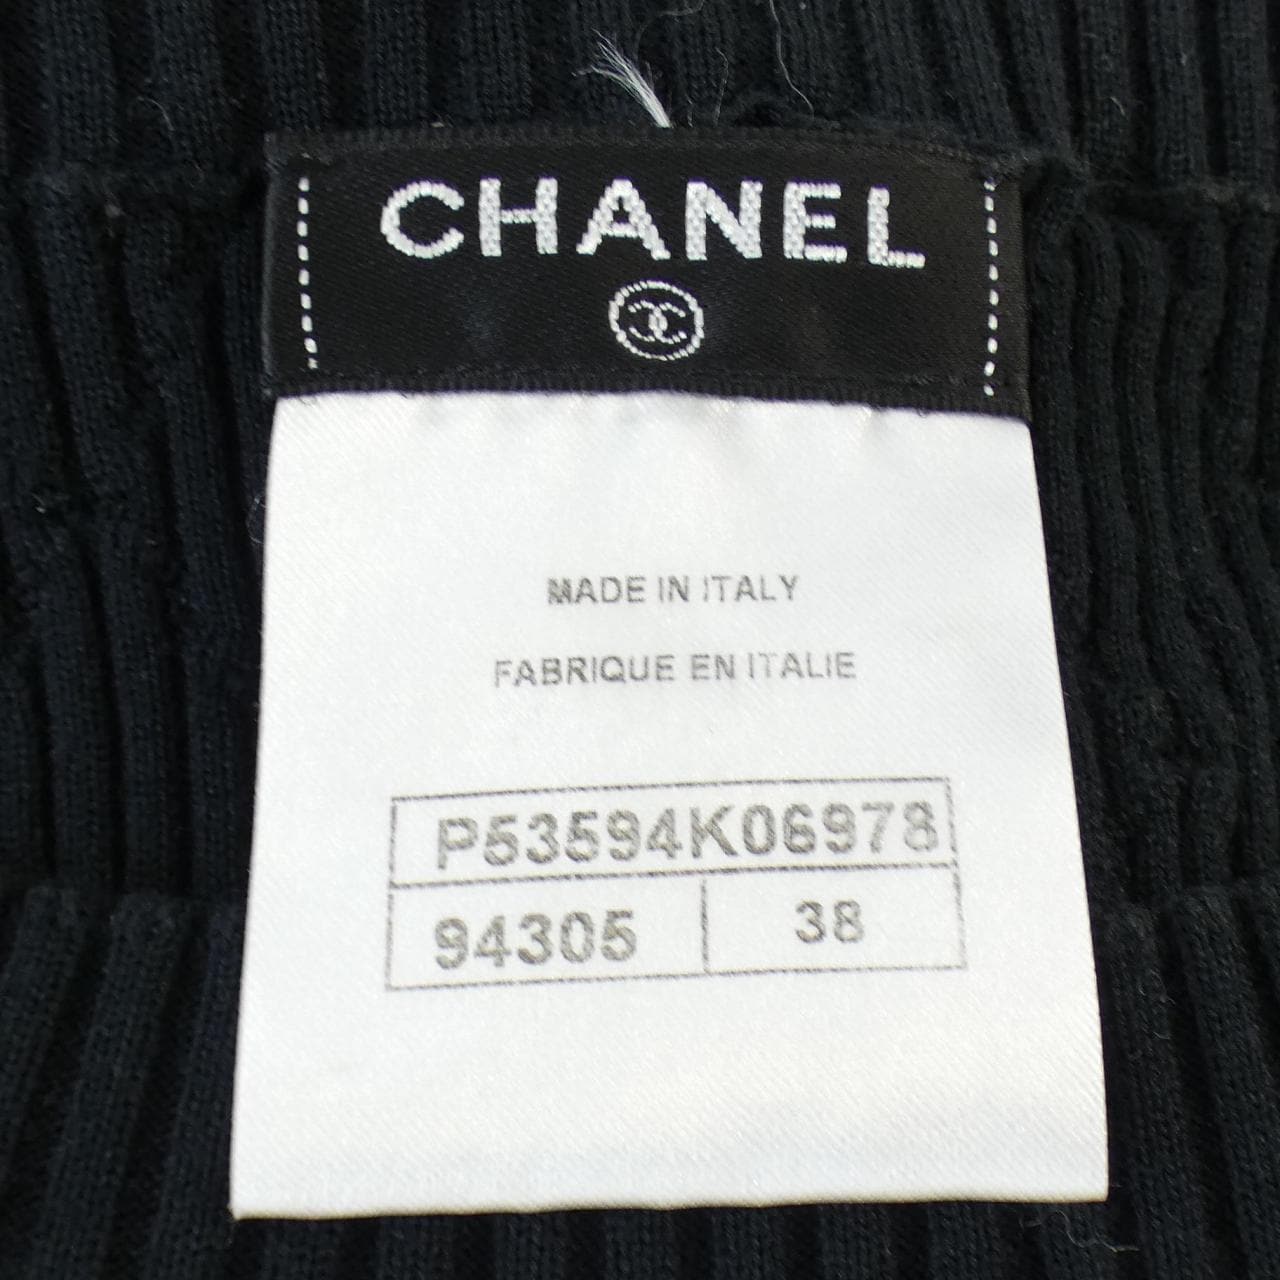 CHANEL
MADE IN ITALY
FABRIQUE EN ITALIE
P53594K06978
94305 38